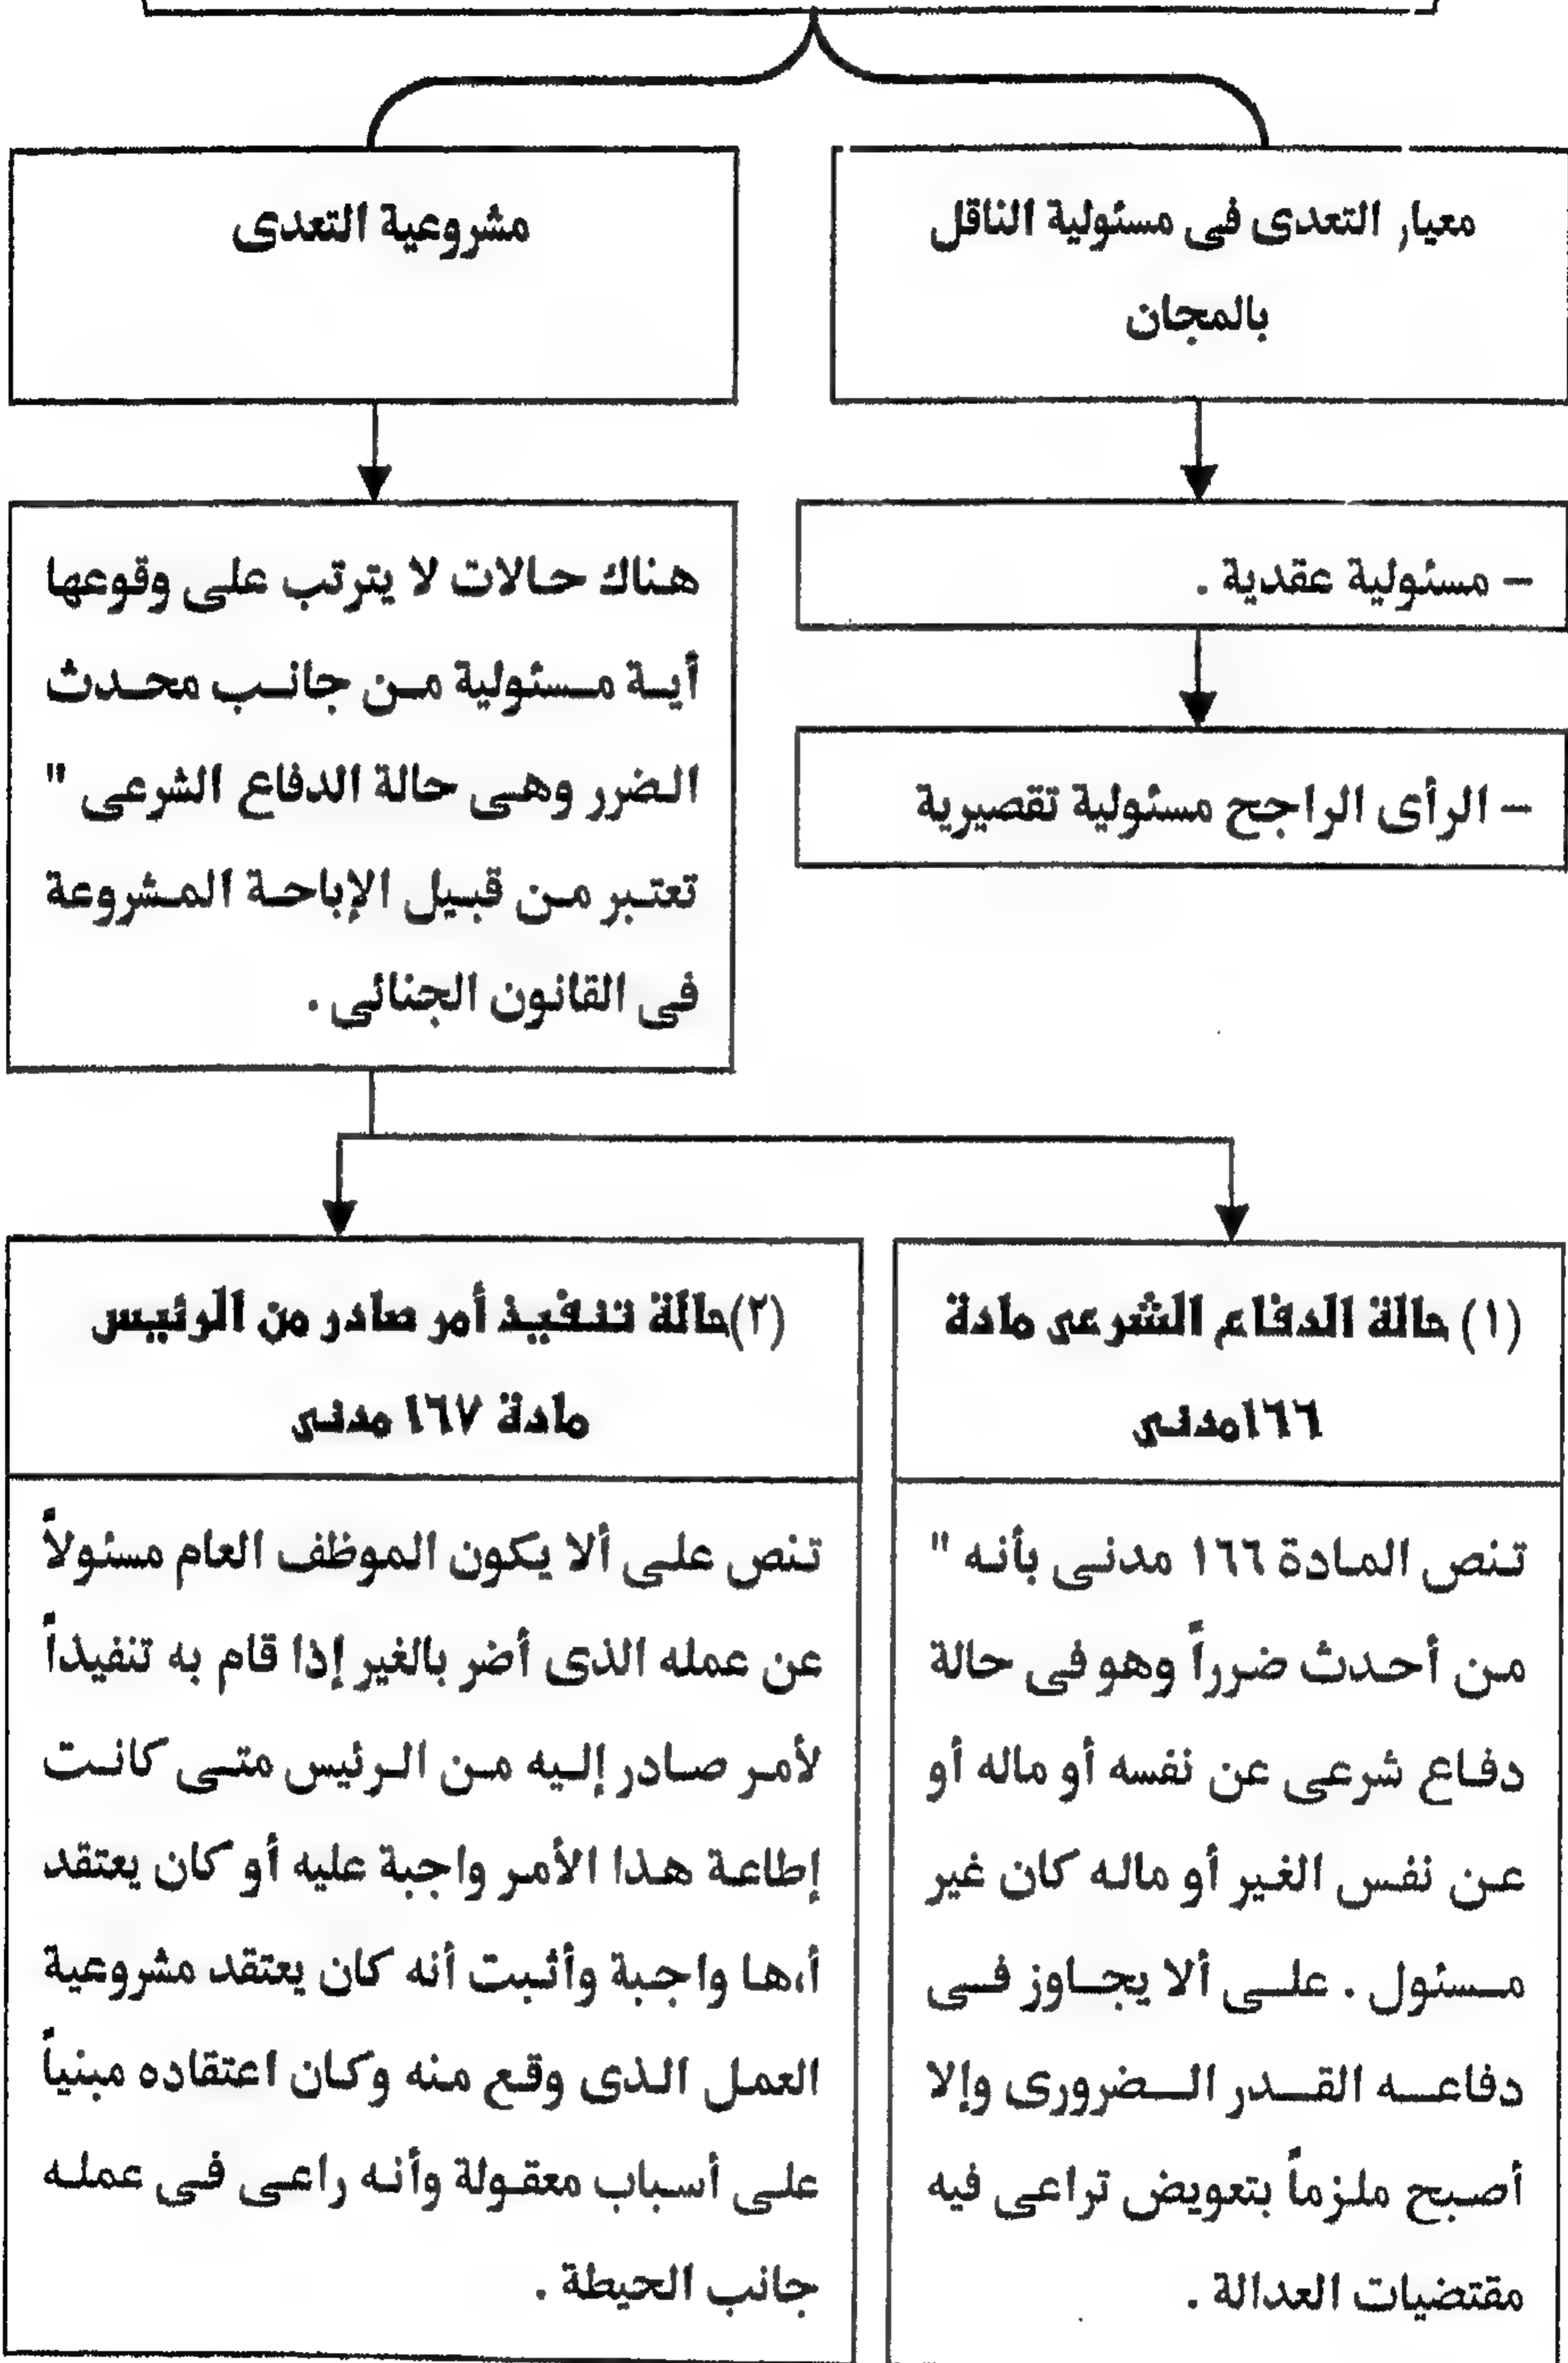 معيار التعدى فى مسئولية الناقل
بالمجان
مشروعية التعدى
– مسئولية عقدية .
– الرأى الراجح مسئولية تقصيرية
هناك حالات لا يترتب على وقوعها
أية مسئولية من جانب محدث
الضرر وهى حالة الدفاع الشرعى "
تعتبر من قبيل الإباحة المشروعة
فى القانون الجنائى .
(١) حالة الدفاع الشرعى مادة
١٦٦مدنى
تنص المادة ١٦٦ مدنى بأنه "
من أحدث ضرراً وهو فى حالة
دفاع شرعى عن نفسه أو ماله أو
عن نفس الغير أو ماله كان غير
مسئول . على ألا يجاوز فى
دفاعه القدر الضرورى وإلا
أصبح ملزماً بتعويض تراعى فيه
مقتضيات العدالة .
(٢)حالة تنفيذ أمر صادر من الرئيس
مادة ١٦٧ مدنى
تنص على ألا يكون الموظف العام مسئولاً
عن عمله الذى أضر بالغير إذا قام به تنفيذاً
لأمر صادر إليه من الرئيس متى كانت
إطاعة هذا الأمر واجبة عليه أو كان يعتقد
أ،ها واجبة وأثبت أنه كان يعتقد مشروعية
العمل الذى وقع منه وكان اعتقاده مبنياً
على أسباب معقولة وأنه راعى فى عمله
جانب الحيطة .